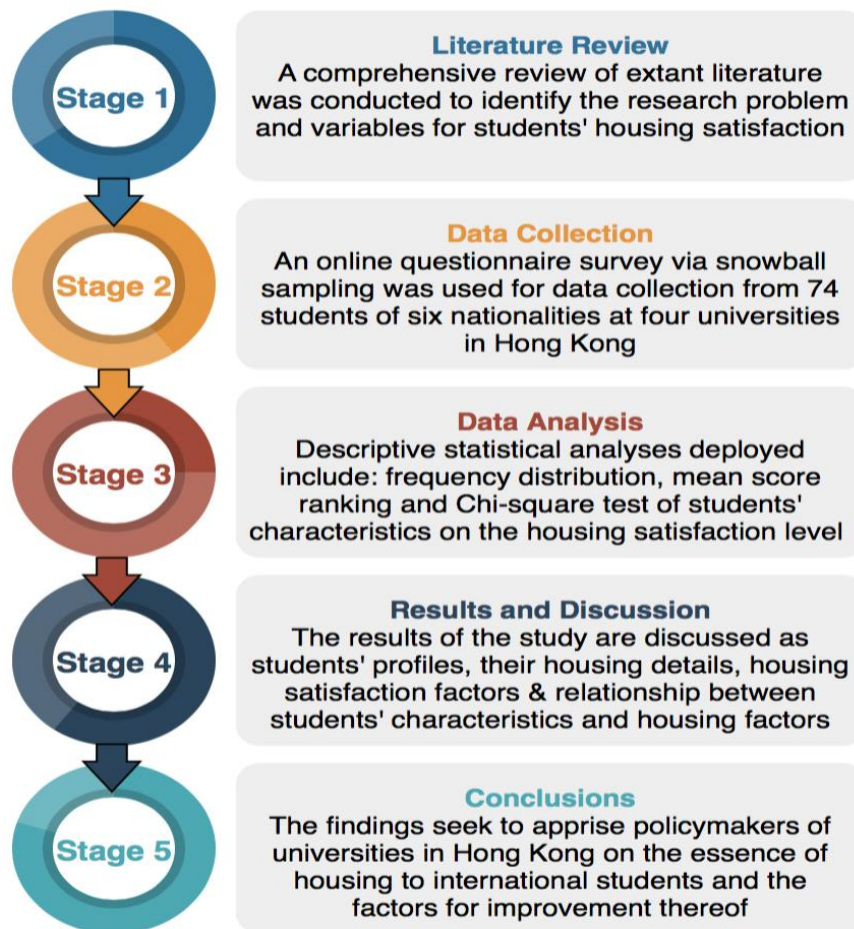 Stage 1
Literature Review
A comprehensive review of extant literature
was conducted to identify the research problem
and variables for students' housing satisfaction
Stage 2
Data Collection
An online questionnaire survey via snowball
sampling was used for data collection from 74
students of six nationalities at four universities
in Hong Kong
Stage 3
Data Analysis
Descriptive statistical analyses deployed
include: frequency distribution, mean score
ranking and Chi-square test of students'
characteristics on the housing satisfaction level
Stage 4
Results and Discussion
The results of the study are discussed as
students' profiles, their housing details, housing
satisfaction factors & relationship between
students' characteristics and housing factors
Stage 5
Conclusions
The findings seek to apprise policymakers of
universities in Hong Kong on the essence of
housing to international students and the
factors for improvement thereof